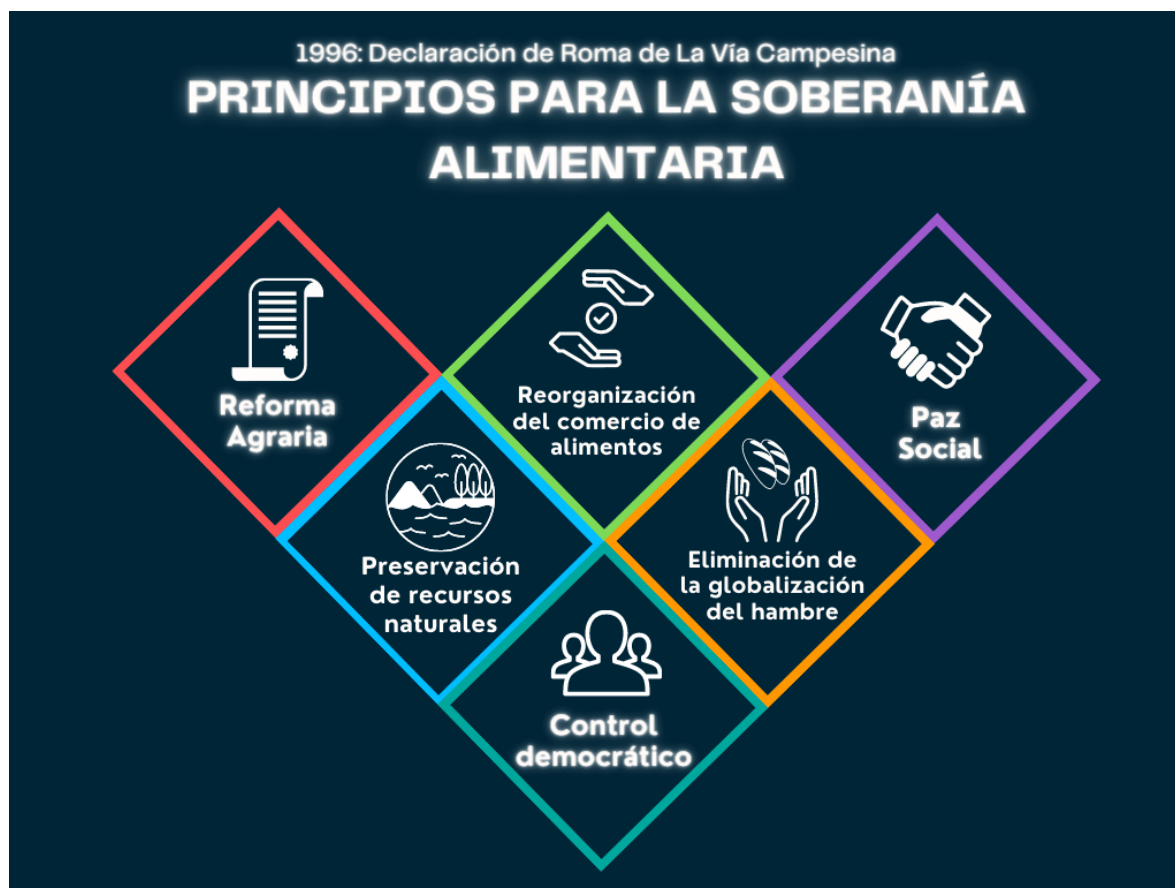 1996: Declaración de Roma de La Vía Campesina
PRINCIPIOS PARA LA SOBERANÍA
ALIMENTARIA
Reforma
Agraria
Reorganización
del comercio de
alimentos
Paz
Social
Preservación
de recursos
naturales
Eliminación de
la globalización
del hambre
Control
democrático